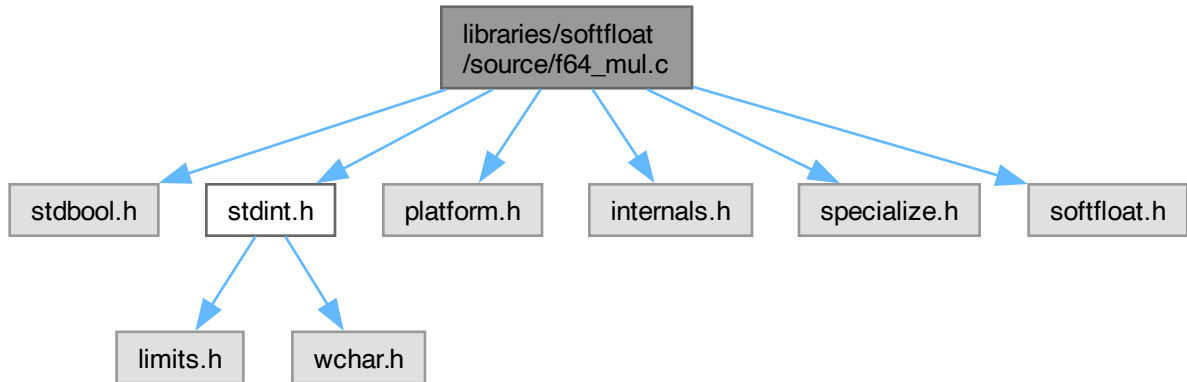 libraries/softfloat
/source/f64_mul.c
stdbool.h
stdint.h
platform.h
internals.h
specialize.h
softfloat.h
limits.h
wchar.h